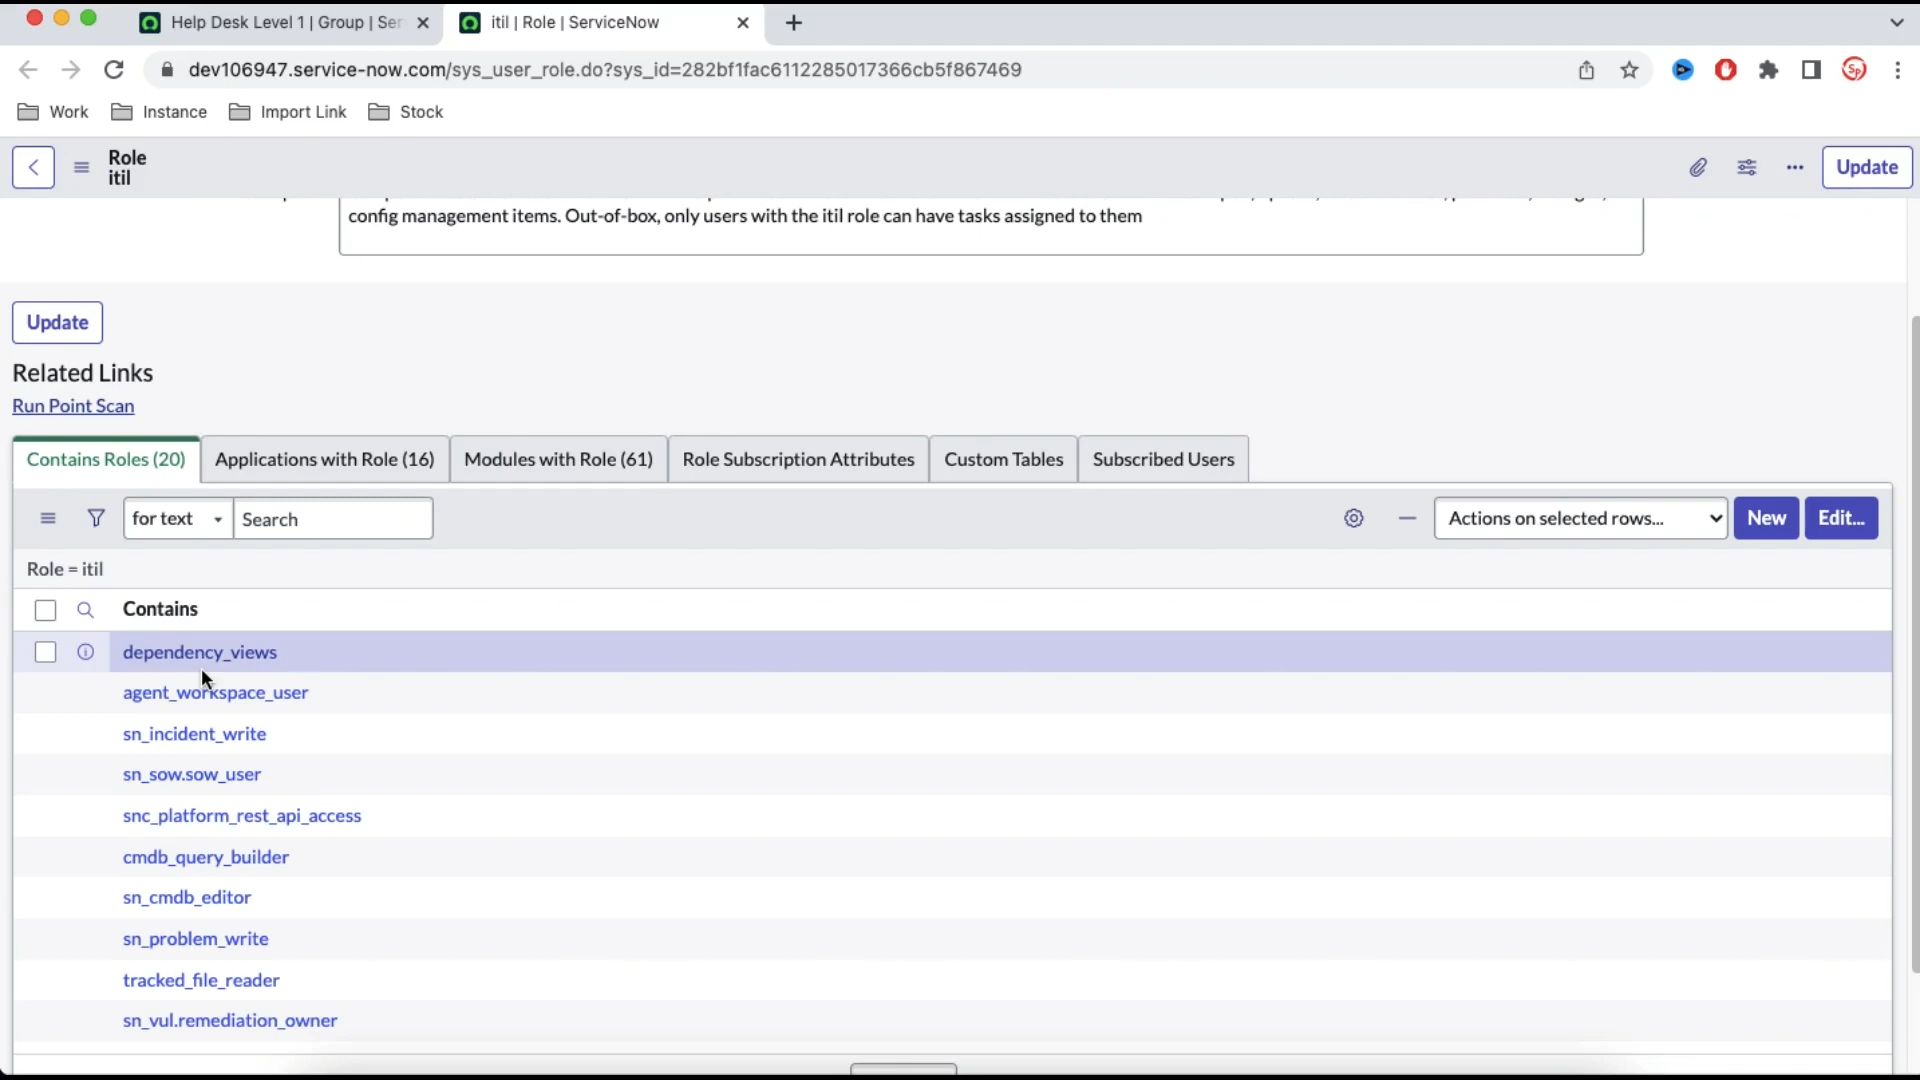 Help Desk Level 1 | Group | Ser
itil | Role | ServiceNow
dev106947.service-now.com/sys_user_role.do?sys_id=282bf1fac6112285017366cb5f867469
Work
Instance
Import Link
Stock
Role
itil
Update
config management items. Out-of-box, only users with the itil role can have tasks assigned to them
Update
Related Links
Run Point Scan
Contains Roles (20)
Applications with Role (16)
Modules with Role (61)
Role Subscription Attributes
Custom Tables
Subscribed Users
for text
Search
Actions on selected rows...
New
Edit...
Role = itil
Contains
dependency_views
agent_workspace_user
sn_incident_write
sn_sow.sow_user
snc_platform_rest_api_access
cmdb_query_builder
sn_cmdb_editor
sn_problem_write
tracked_file_reader
sn_vul.remediation_owner